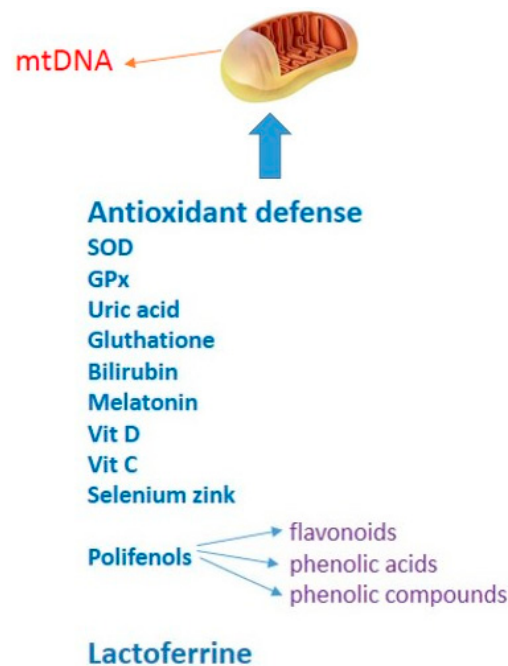 mtDNA
Antioxidant defense
SOD
GPx
Uric acid
Gluthatione
Bilirubin
Melatonin
Vit D
Vit C
Selenium zink
flavonoids
Polifenols
phenolic acids
phenolic compounds
Lactoferrine